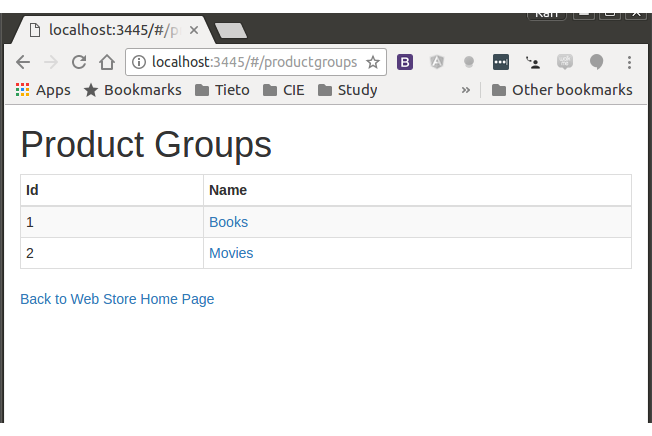 Kari
localhost:3445/#/p
localhost:3445/#/productgroups
B
Apps Bookmarks Tieto CIE Study » Other bookmarks
Product Groups
Id Name
1 Books
2 Movies
Back to Web Store Home Page